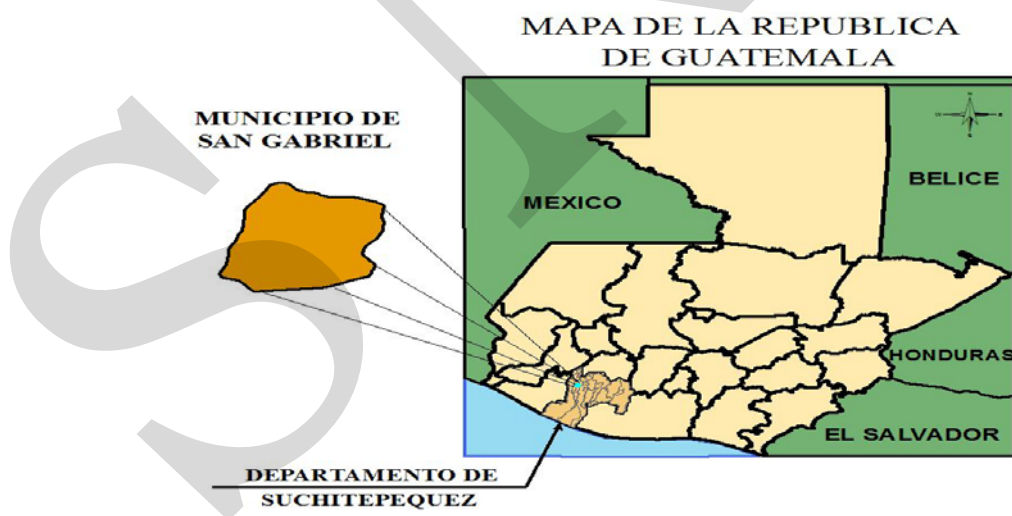 MAPA DE LA REPUBLICA
DE GUATEMALA
MUNICIPIO DE
SAN GABRIEL
MEXICO
BELICE
HONDURAS
EL SALVADOR
DEPARTAMENTO DE
SUCHITEPEQUEZ